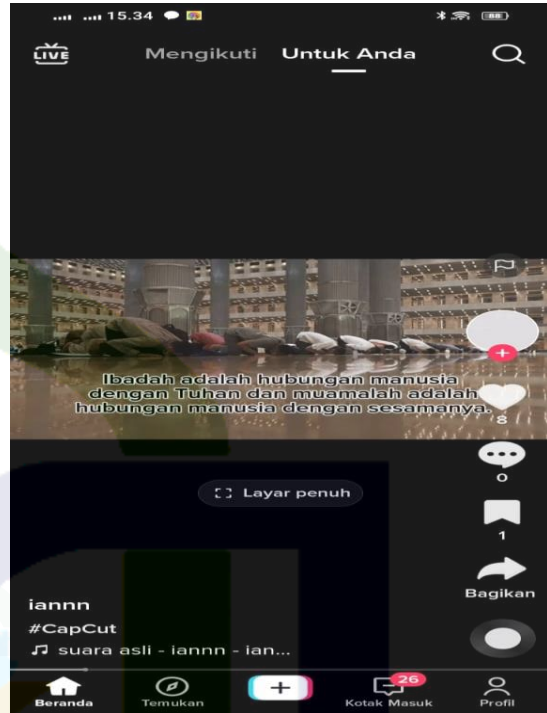 15.34
LIVE
Mengikuti Untuk Anda
Ibadah adalah hubungan manusia
dengan Tuhan dan muamalah adalah
hubungan manusia dengan sesamanya.
8
0
Layar penuh
1
Bagikan
iannn
#CapCut
suara asli - iannn - ian...
26
Beranda Temukan Kotak Masuk Profil